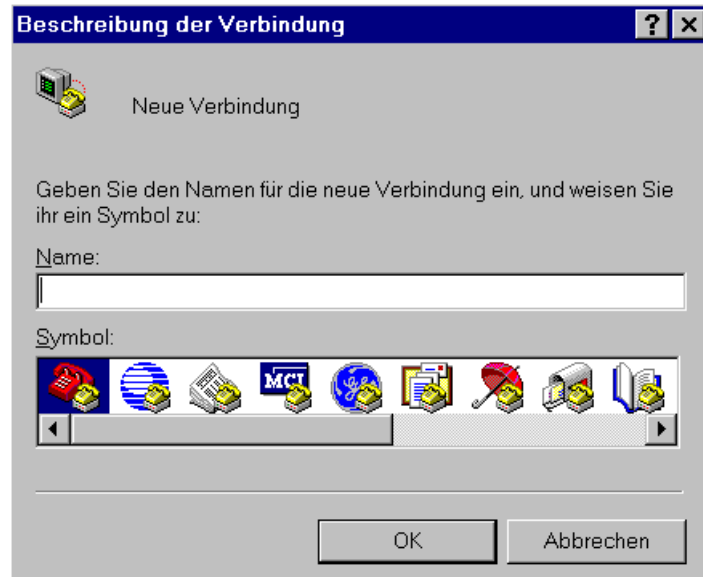 Beschreibung der Verbindung
Neue Verbindung
Geben Sie den Namen für die neue Verbindung ein, und weisen Sie
ihr ein Symbol zu:
Name:
Symbol:
MCI
OK
Abbrechen